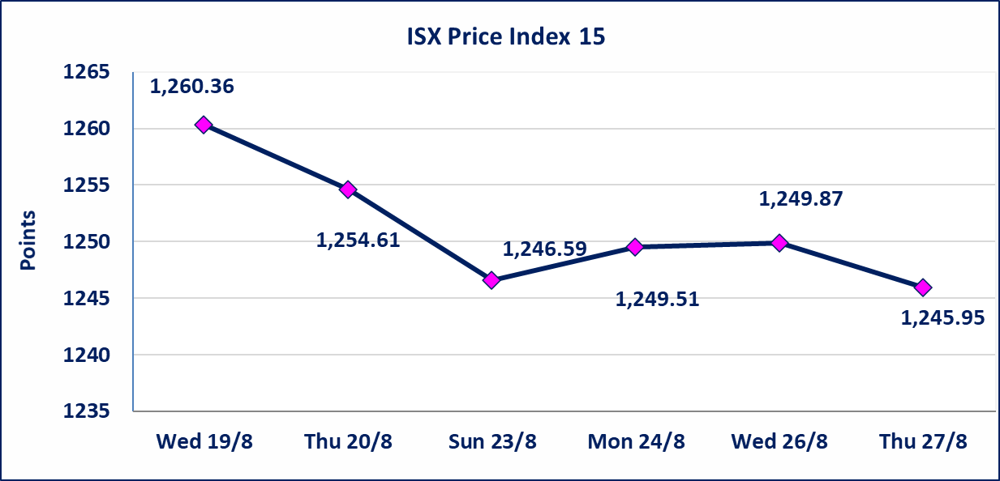 ISX Price Index 15
1265
1260
1255
1250
1245
1240
1235
Points
1,260.36
1,254.61
1,246.59
1,249.51
1,249.87
1,245.95
Wed 19/8
Thu 20/8
Sun 23/8
Mon 24/8
Wed 26/8
Thu 27/8